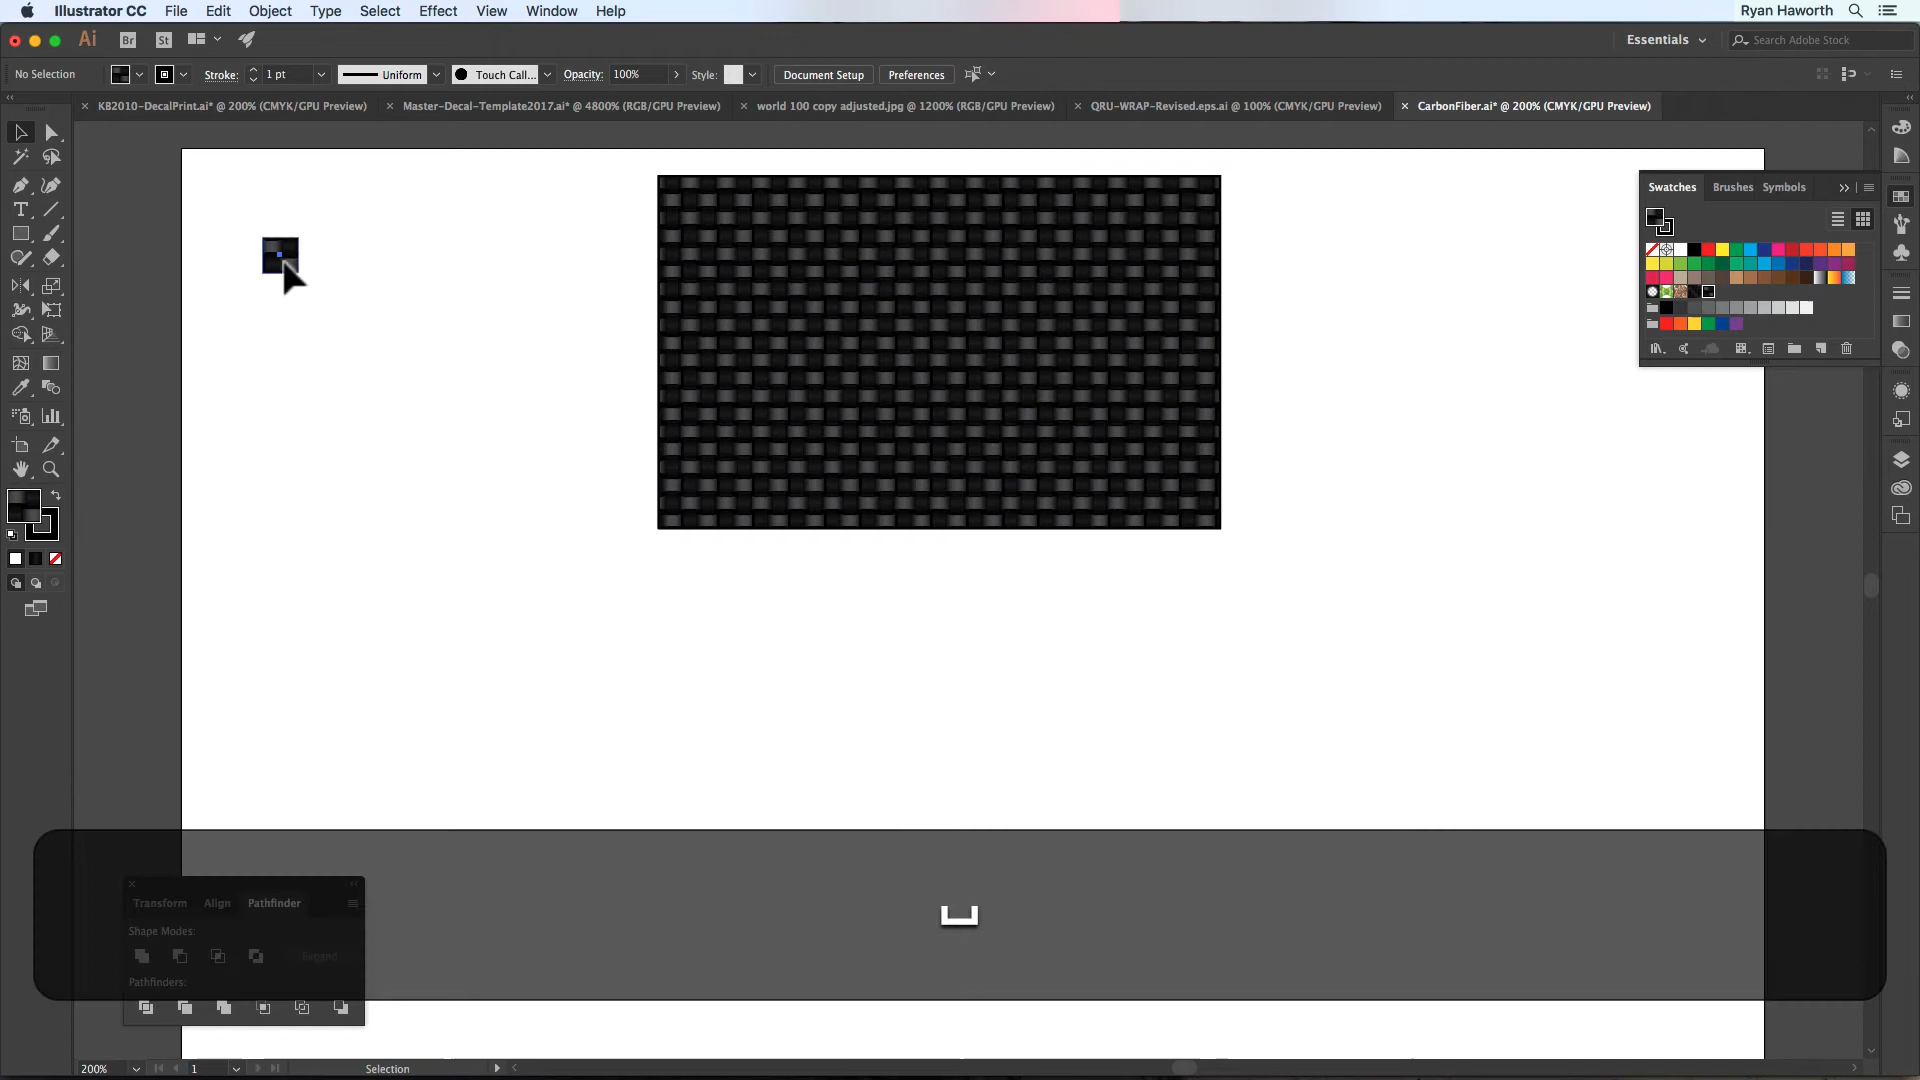 Illustrator CC File Edit Object Type Select Effect View Window Help Ryan Haworth
Ai Br St Essentials Search Adobe Stock
No Selection Stroke: 1 pt Uniform Touch Call... Opacity: 100% Style: Document Setup Preferences
KB2010-DecalPrint.ai* @ 200% (CMYK/GPU Preview) Master-Decal-Template2017.ai* @ 4800% (RGB/GPU Preview) world 100 copy adjusted.jpg @ 1200% (RGB/GPU Preview) QRU-WRAP-Revised.eps.ai @ 100% (CMYK/GPU Preview) CarbonFiber.ai* @ 200% (CMYK/GPU Preview)
Swatches Brushes Symbols
Transform Align Pathfinder
Shape Modes:
Expand
Pathfinders:
200% 1 Selection